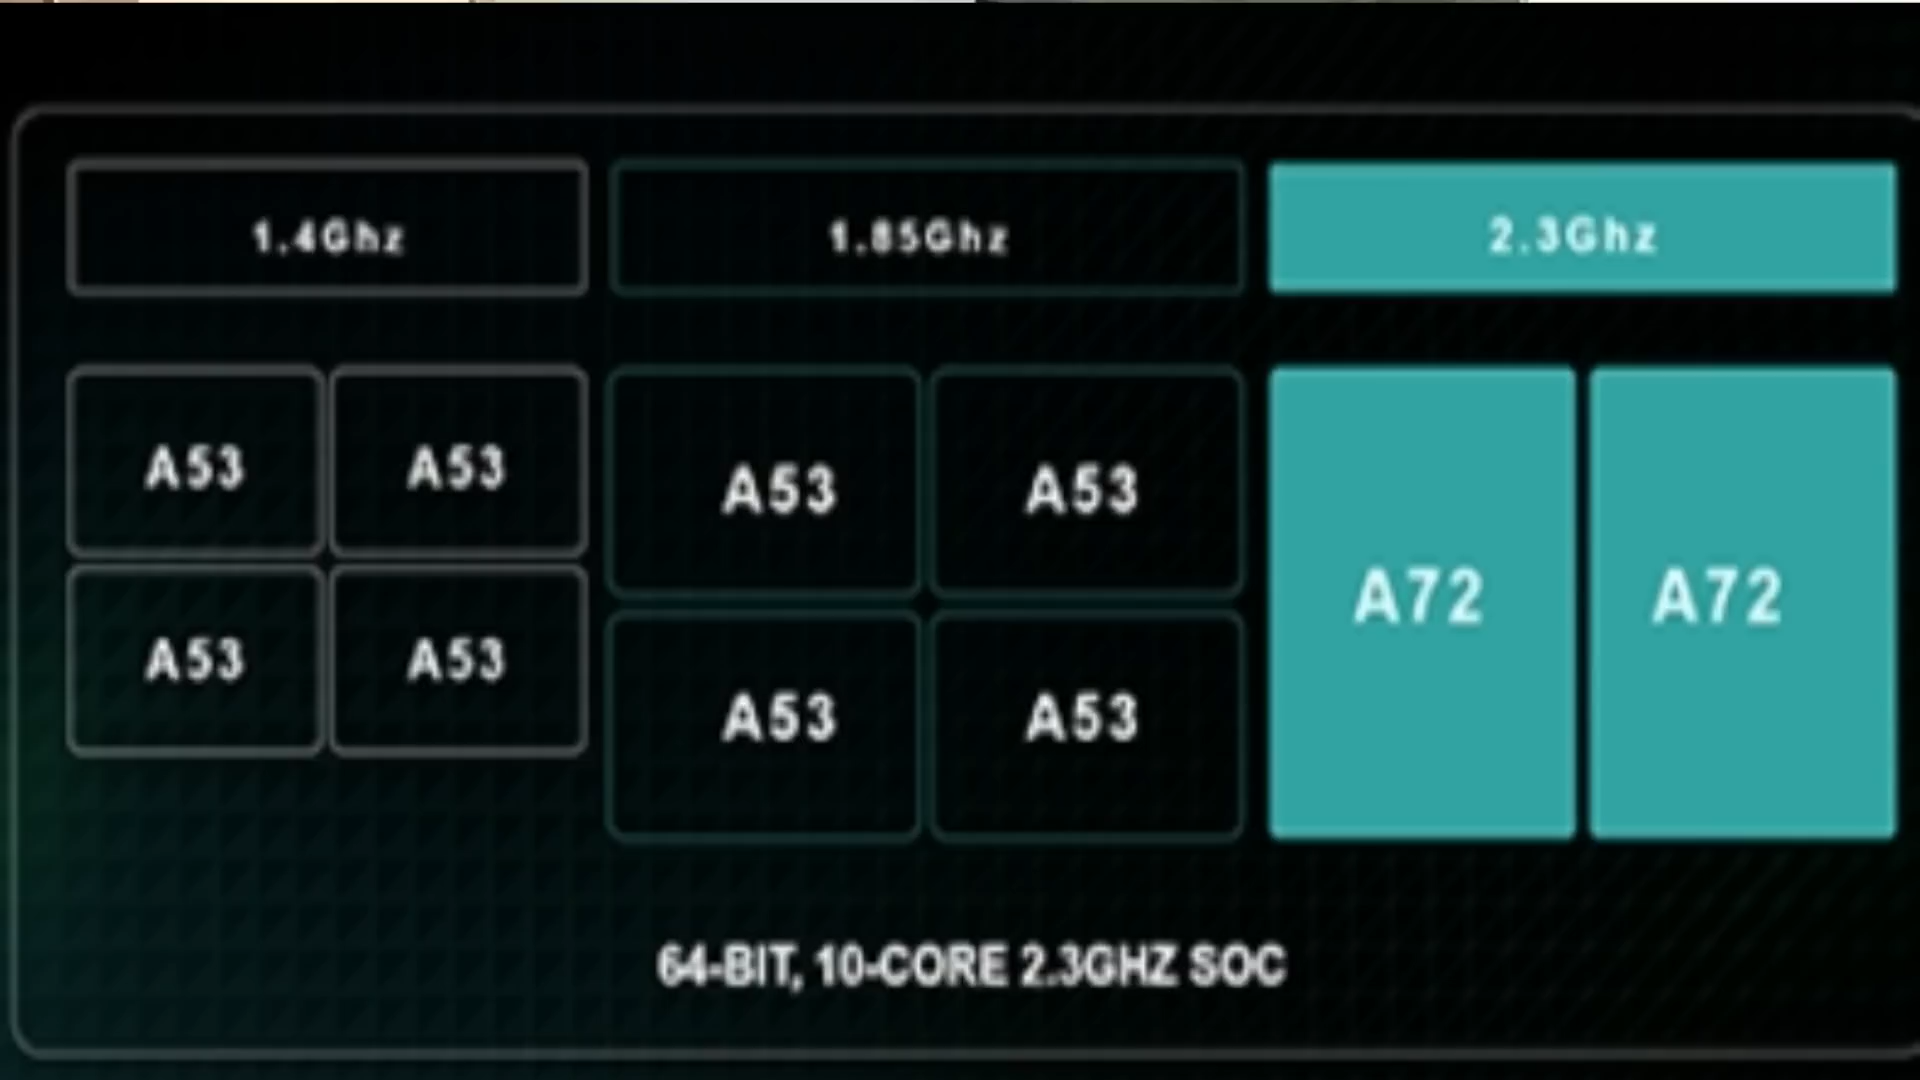 1.4Ghz 1.85Ghz 2.3Ghz
A53 A53 A53 A53
A72 A72
A53 A53 A53 A53
64-BIT, 10-CORE 2.3GHZ SOC